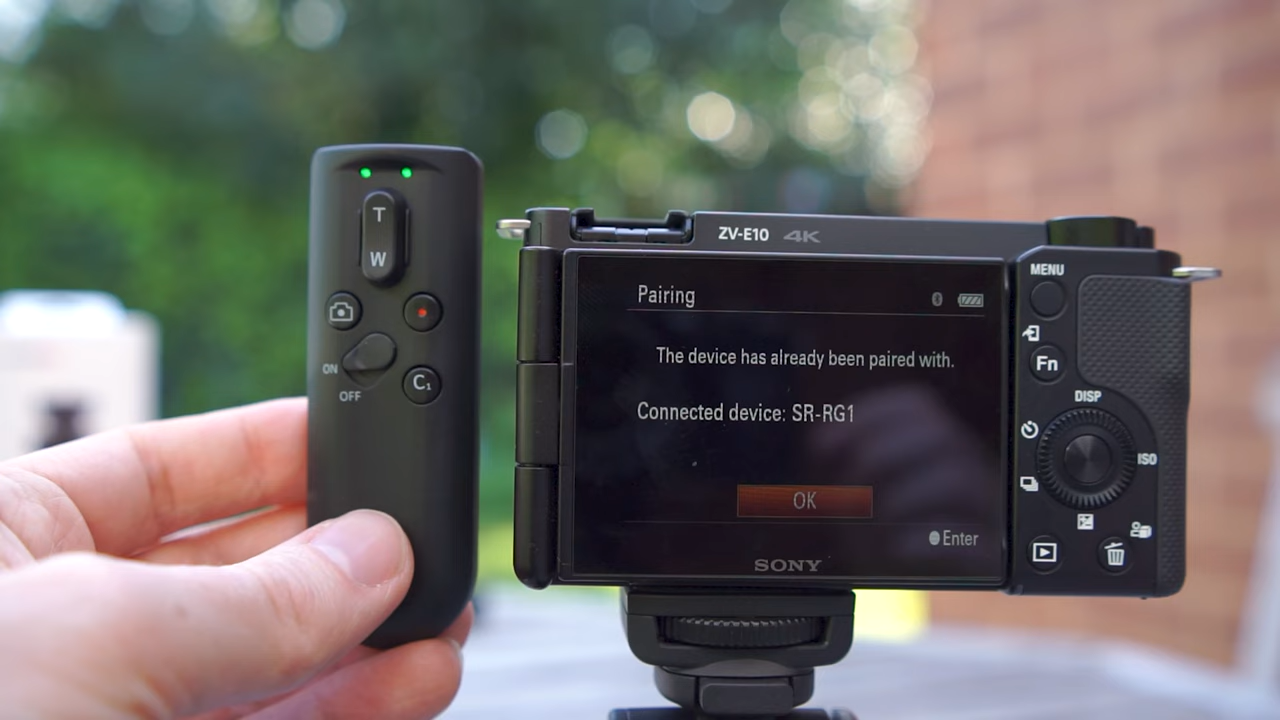 T
W
ON
OFF
C1
ZV-E10 4K
Pairing
The device has already been paired with.
Connected device: SR-RG1
OK
Enter
SONY
MENU
Fn
DISP
ISO